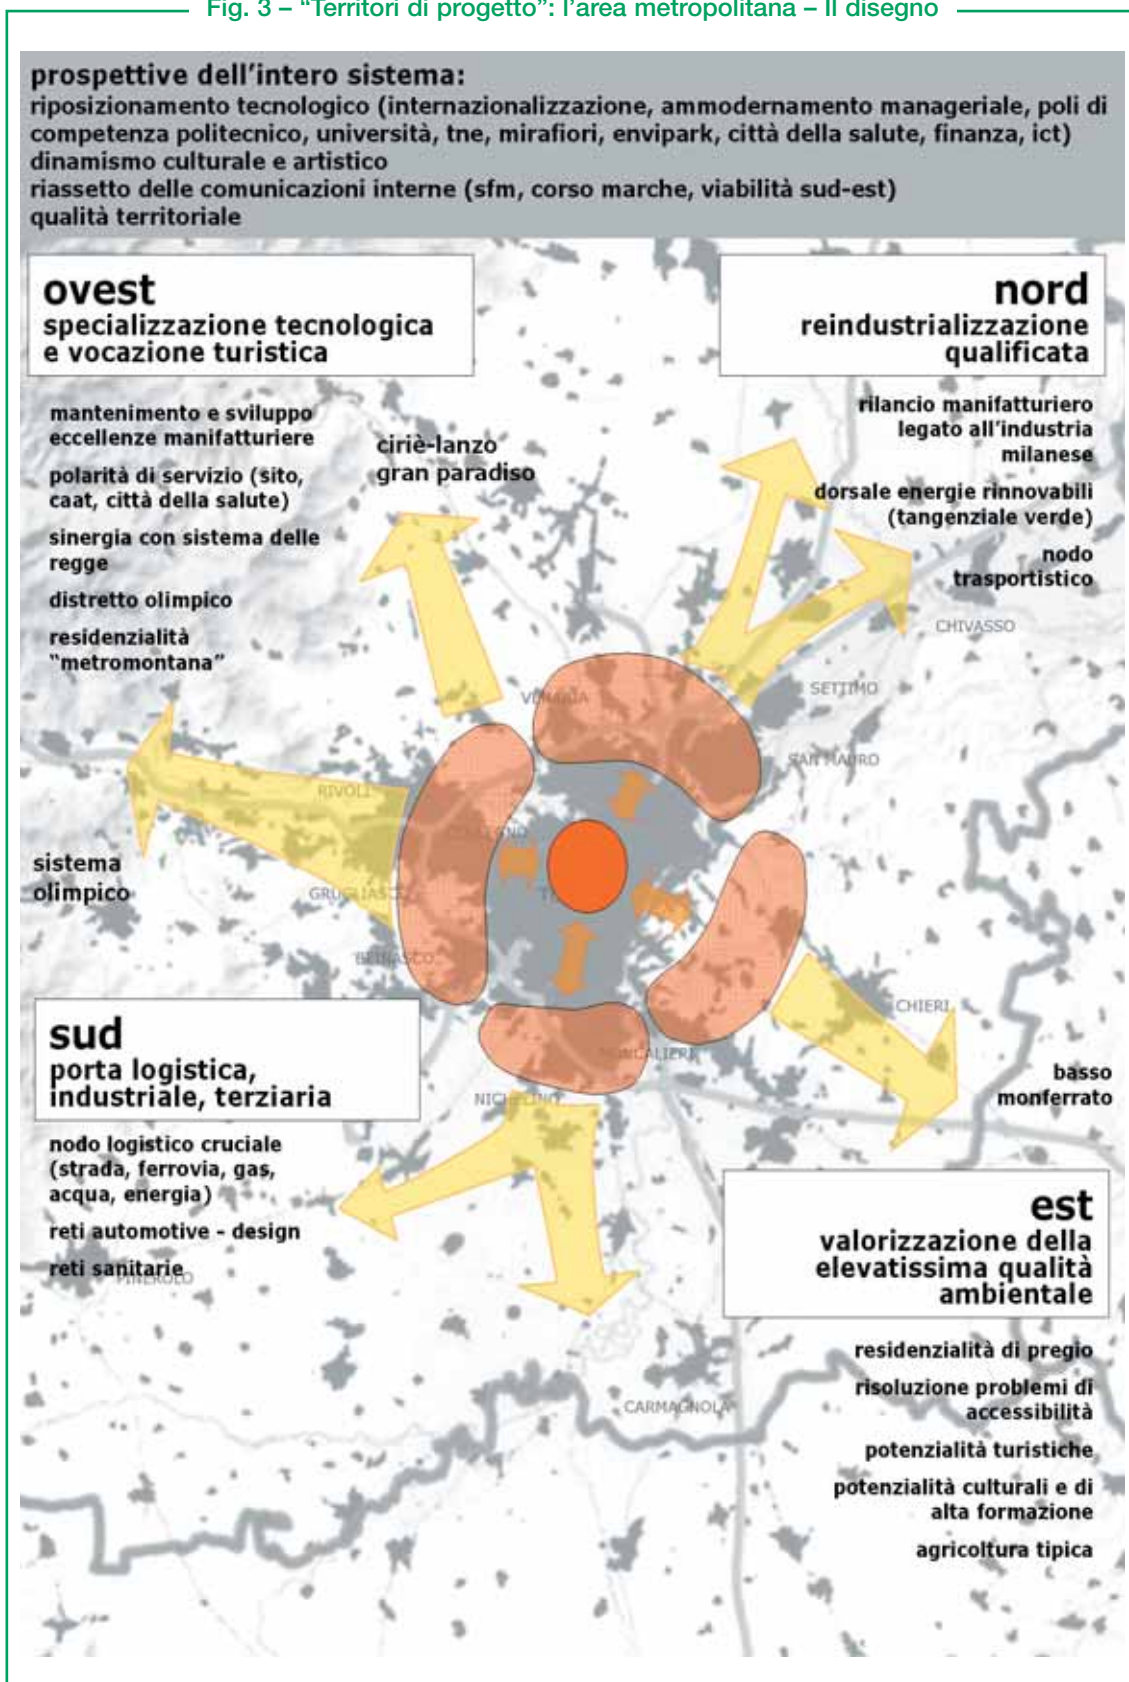 Fig. 3 – “Territori di progetto”: l’area metropolitana – Il disegno
prospettive dell’intero sistema:
riposizionamento tecnologico (internazionalizzazione, ammodernamento manageriale, poli di
competenza politecnico, università, tne, mirafiori, envipark, città della salute, finanza, ict)
dinamismo culturale e artistico
riassetto delle comunicazioni interne (sfm, corso marche, viabilità sud-est)
qualità territoriale
ovest
specializzazione tecnologica
e vocazione turistica
mantenimento e sviluppo
eccellenze manifatturiere
polarità di servizio (sito,
caat, città della salute)
sinergia con sistema delle
regge
distretto olimpico
residenzialità
“metromontana”
ciriè-lanzo
gran paradiso
nord
reindustrializzazione
qualificata
rilancio manifatturiero
legato all’industria
milanese
dorsale energie rinnovabili
(tangenziale verde)
nodo
trasportistico
CHIVASSO
SETTIMO
VENARIA
SAN MAURO
RIVOLI
COLLEGNO
GRUGLIASCO
BEINASCO
sistema
olimpico
CHIERI
MONCALIERI
NICHELINO
basso
monferrato
sud
porta logistica,
industriale, terziaria
nodo logistico cruciale
(strada, ferrovia, gas,
acqua, energia)
reti automotive - design
reti sanitarie
PINEROLO
est
valorizzazione della
elevatissima qualità
ambientale
residenzialità di pregio
risoluzione problemi di
accessibilità
potenzialità turistiche
potenzialità culturali e di
alta formazione
agricoltura tipica
CARMAGNOLA